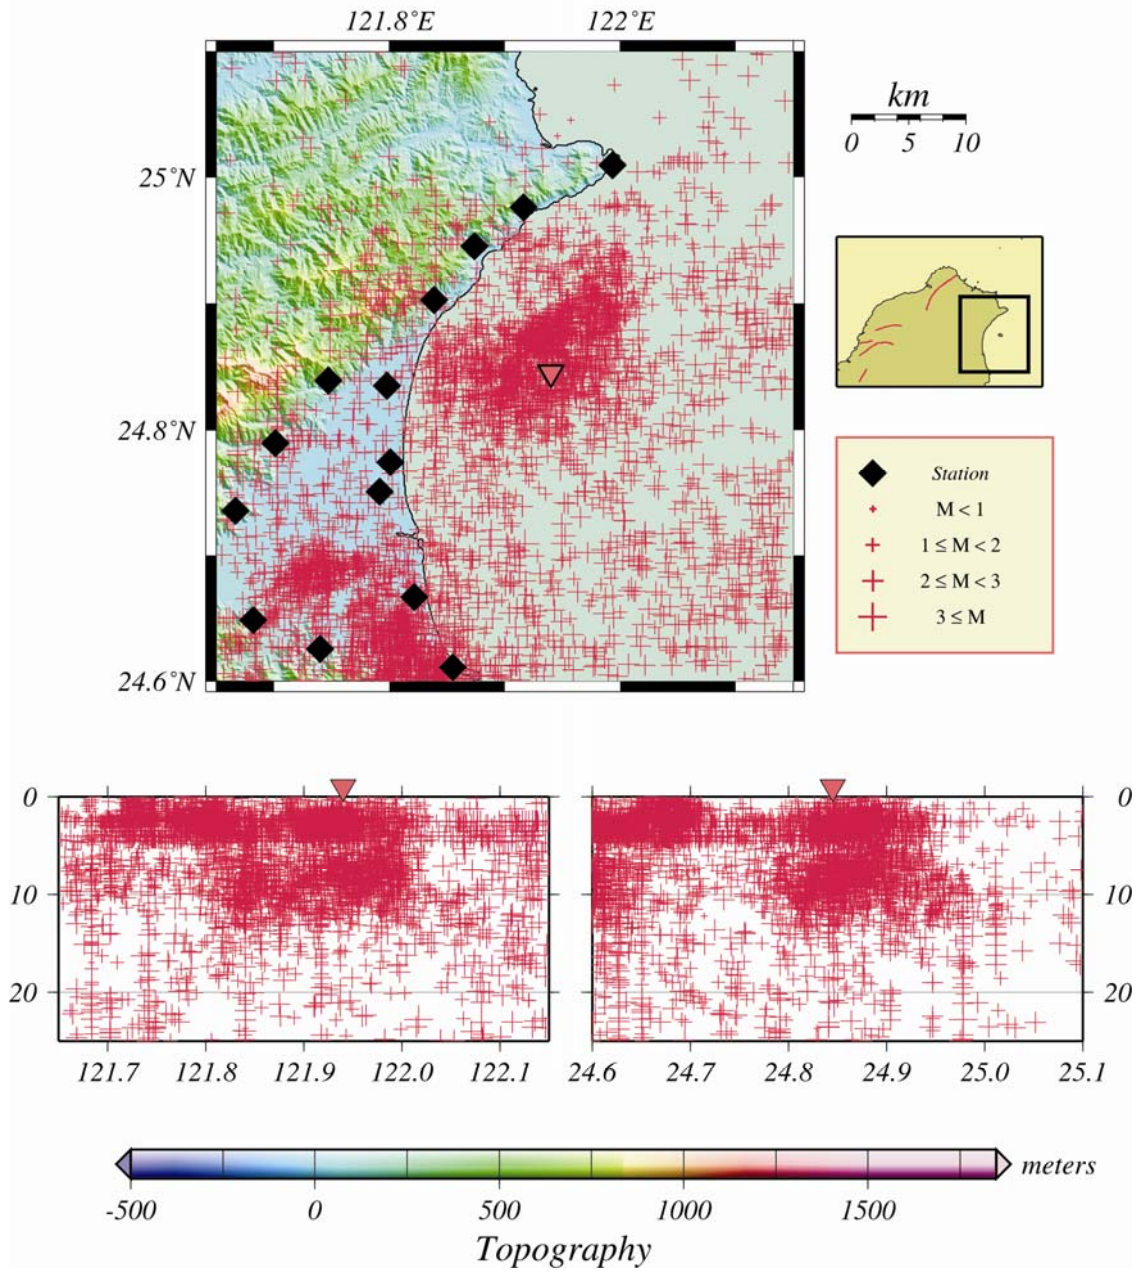 121.8°E 122°E
km
0 5 10
25°N
24.8°N
24.6°N
Station
M < 1
1 ≤ M < 2
2 ≤ M < 3
3 ≤ M
0 0
10 10
20 20
121.7 121.8 121.9 122.0 122.1 24.6 24.7 24.8 24.9 25.0 25.1
meters
-500 0 500 1000 1500
Topography